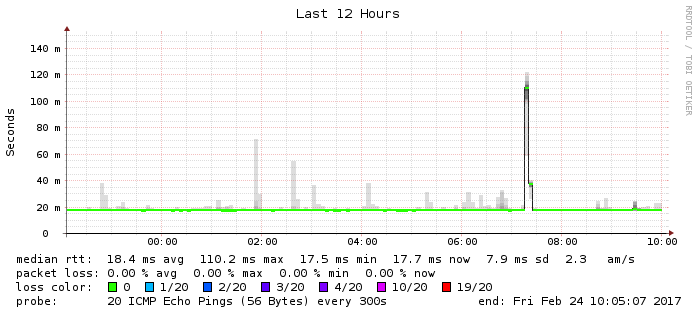 Last 12 Hours
RRDTOOL / TOBI OETIKER
Seconds
140 m
120 m
100 m
80 m
60 m
40 m
20 m
0
00:00 02:00 04:00 06:00 08:00 10:00
median rtt: 18.4 ms avg 110.2 ms max 17.5 ms min 17.7 ms now 7.9 ms sd 2.3 am/s
packet loss: 0.00 % avg 0.00 % max 0.00 % min 0.00 % now
loss color: 0 1/20 2/20 3/20 4/20 10/20 19/20
probe: 20 ICMP Echo Pings (56 Bytes) every 300s end: Fri Feb 24 10:05:07 2017